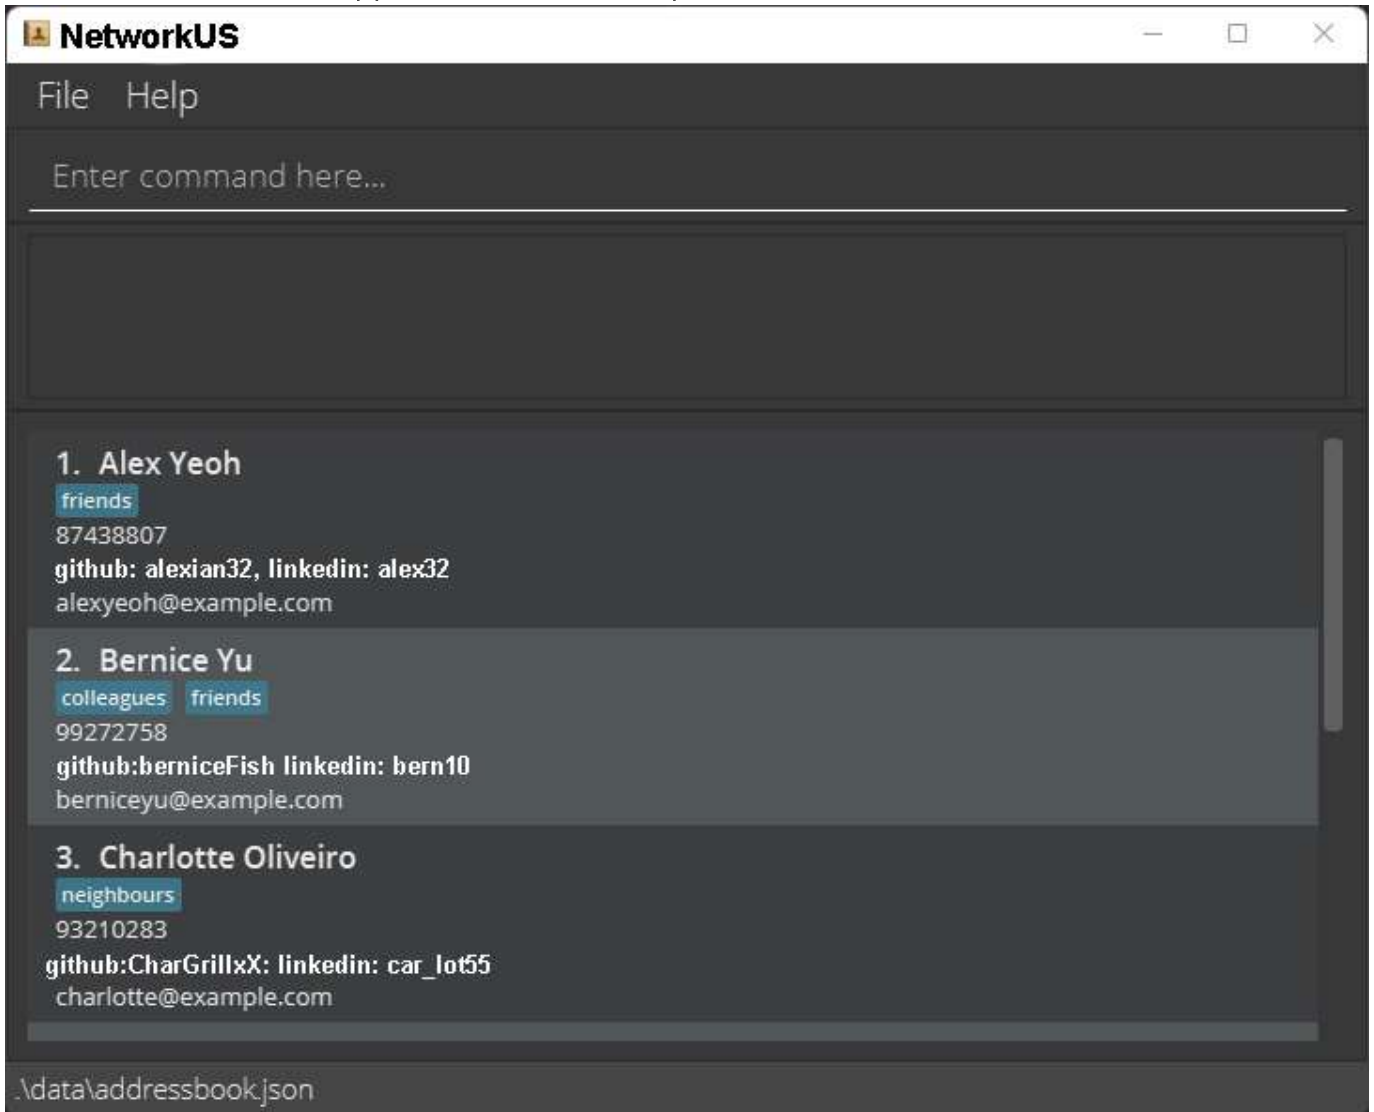 NetworkUS
File Help
Enter command here...
1. Alex Yeoh
friends
87438807
github: alexian32, linkedin: alex32
alexyeoh@example.com
2. Bernice Yu
colleagues friends
99272758
github:berniceFish linkedin: bern10
berniceyu@example.com
3. Charlotte Oliveiro
neighbours
93210283
github:CharGrillxX: linkedin: car_lot55
charlotte@example.com
.\data\addressbook.json